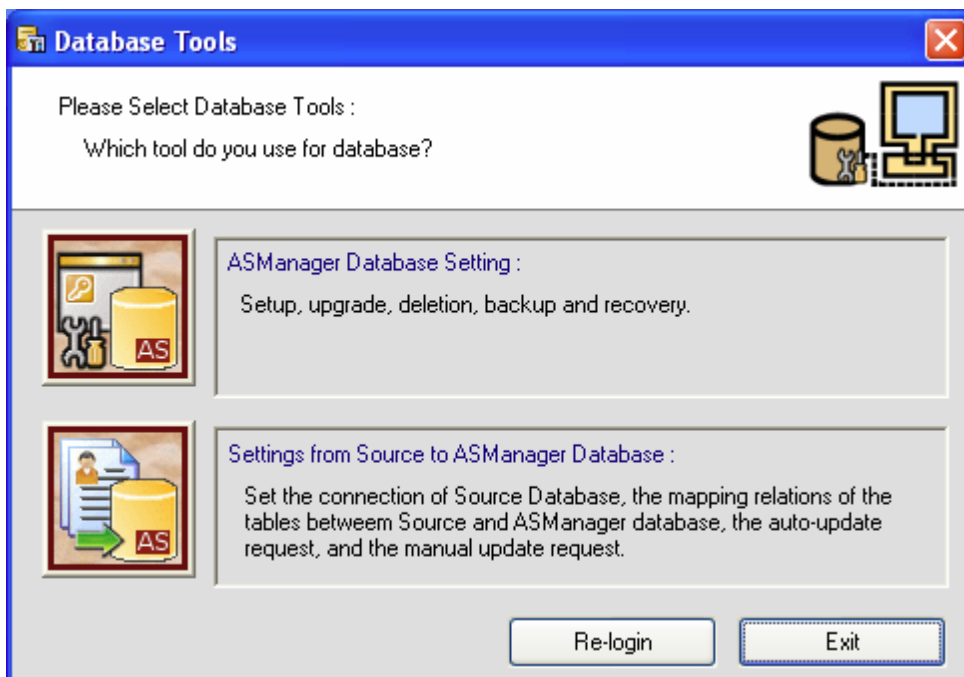 Database Tools
Please Select Database Tools :
Which tool do you use for database?
AS
ASManager Database Setting :
Setup, upgrade, deletion, backup and recovery.
AS
Settings from Source to ASManager Database :
Set the connection of Source Database, the mapping relations of the
tables betweem Source and ASManager database, the auto-update
request, and the manual update request.
Re-login
Exit